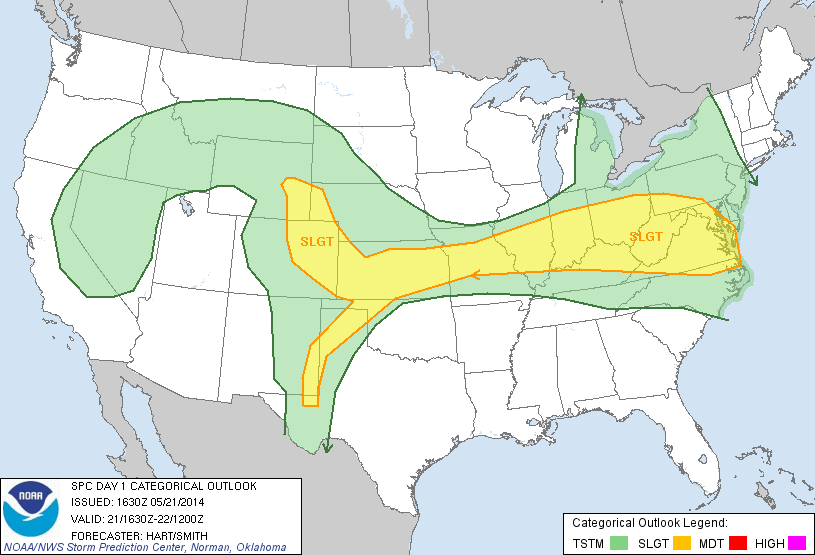 SLGT
SLGT
NOAA
SPC DAY 1 CATEGORICAL OUTLOOK
ISSUED: 1630Z 05/21/2014
VALID: 21/1630Z-22/1200Z
FORECASTER: HART/SMITH
NOAA/NWS Storm Prediction Center, Norman, Oklahoma
Categorical Outlook Legend:
TSTM SLGT MDT HIGH